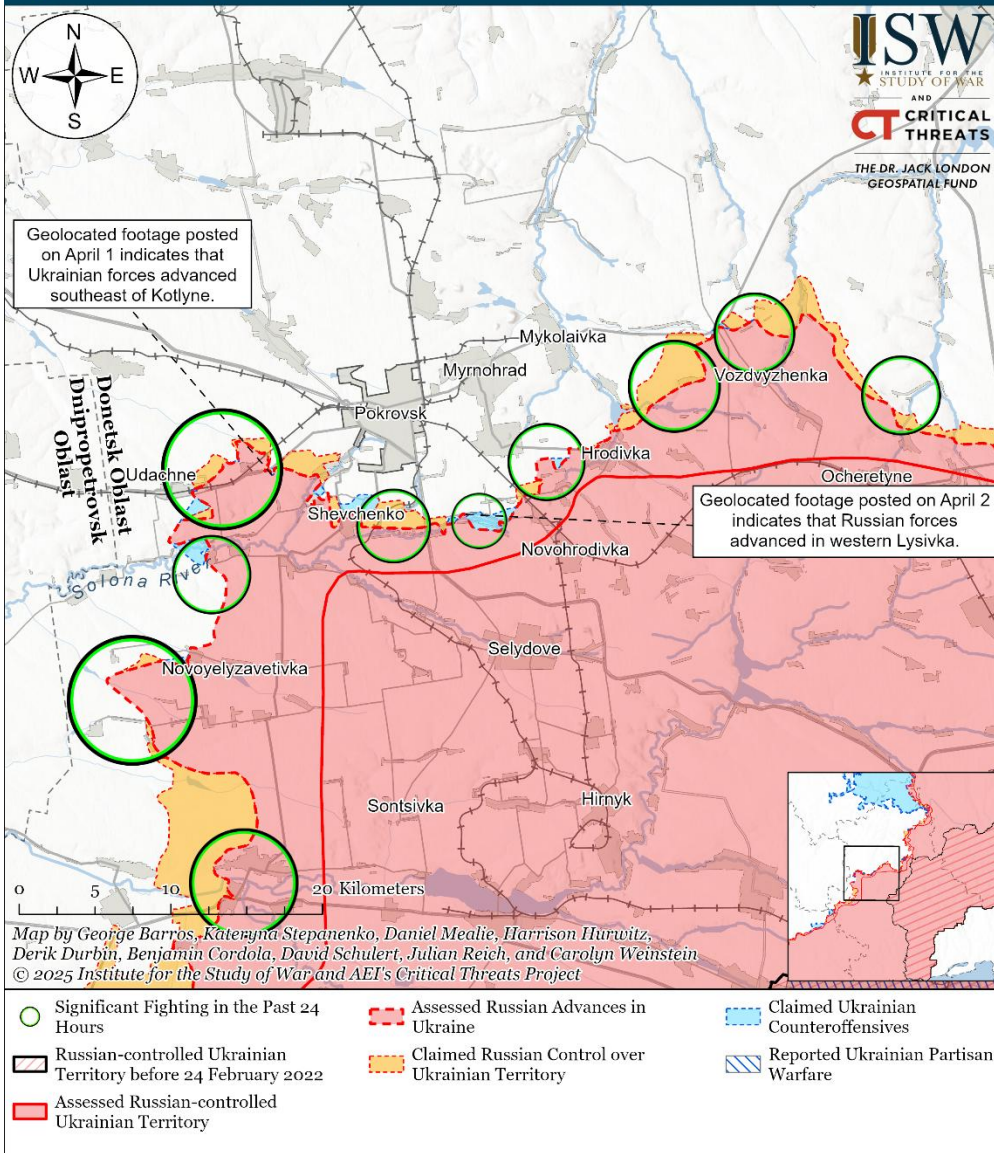 N
W
E
S
ISW
INSTITUTE FOR THE
STUDY OF WAR
AND
CT CRITICAL
THREATS
THE DR. JACK LONDON
GEOSPATIAL FUND
Geolocated footage posted
on April 1 indicates that
Ukrainian forces advanced
southeast of Kotlyne.
Mykolaivka
Myrnohrad
Vozdvyzhenka
Pokrovsk
Donetsk Oblast
Dnipropetrovsk
Oblast
Udachne
Hrodivka
Ocheretyne
Shevchenko
Geolocated footage posted on April 2
indicates that Russian forces
advanced in western Lysivka.
Novohrodivka
Solona River
Selydove
Novoyelyzavetivka
Sontsivka
Hirnyk
0 5 10 20 Kilometers
Map by George Barros, Kateryna Stepanenko, Daniel Mealie, Harrison Hurwitz,
Derik Durbin, Benjamin Cordola, David Schulert, Julian Reich, and Carolyn Weinstein
© 2025 Institute for the Study of War and AEI's Critical Threats Project
Significant Fighting in the Past 24
Hours
Russian-controlled Ukrainian
Territory before 24 February 2022
Assessed Russian-controlled
Ukrainian Territory
Assessed Russian Advances in
Ukraine
Claimed Russian Control over
Ukrainian Territory
Claimed Ukrainian
Counteroffensives
Reported Ukrainian Partisan
Warfare